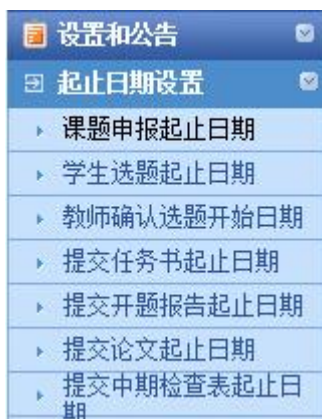 设置和公告
起止日期设置
课题申报起止日期
学生选题起止日期
教师确认选题开始日期
提交任务书起止日期
提交开题报告起止日期
提交论文起止日期
提交中期检查表起止日
期